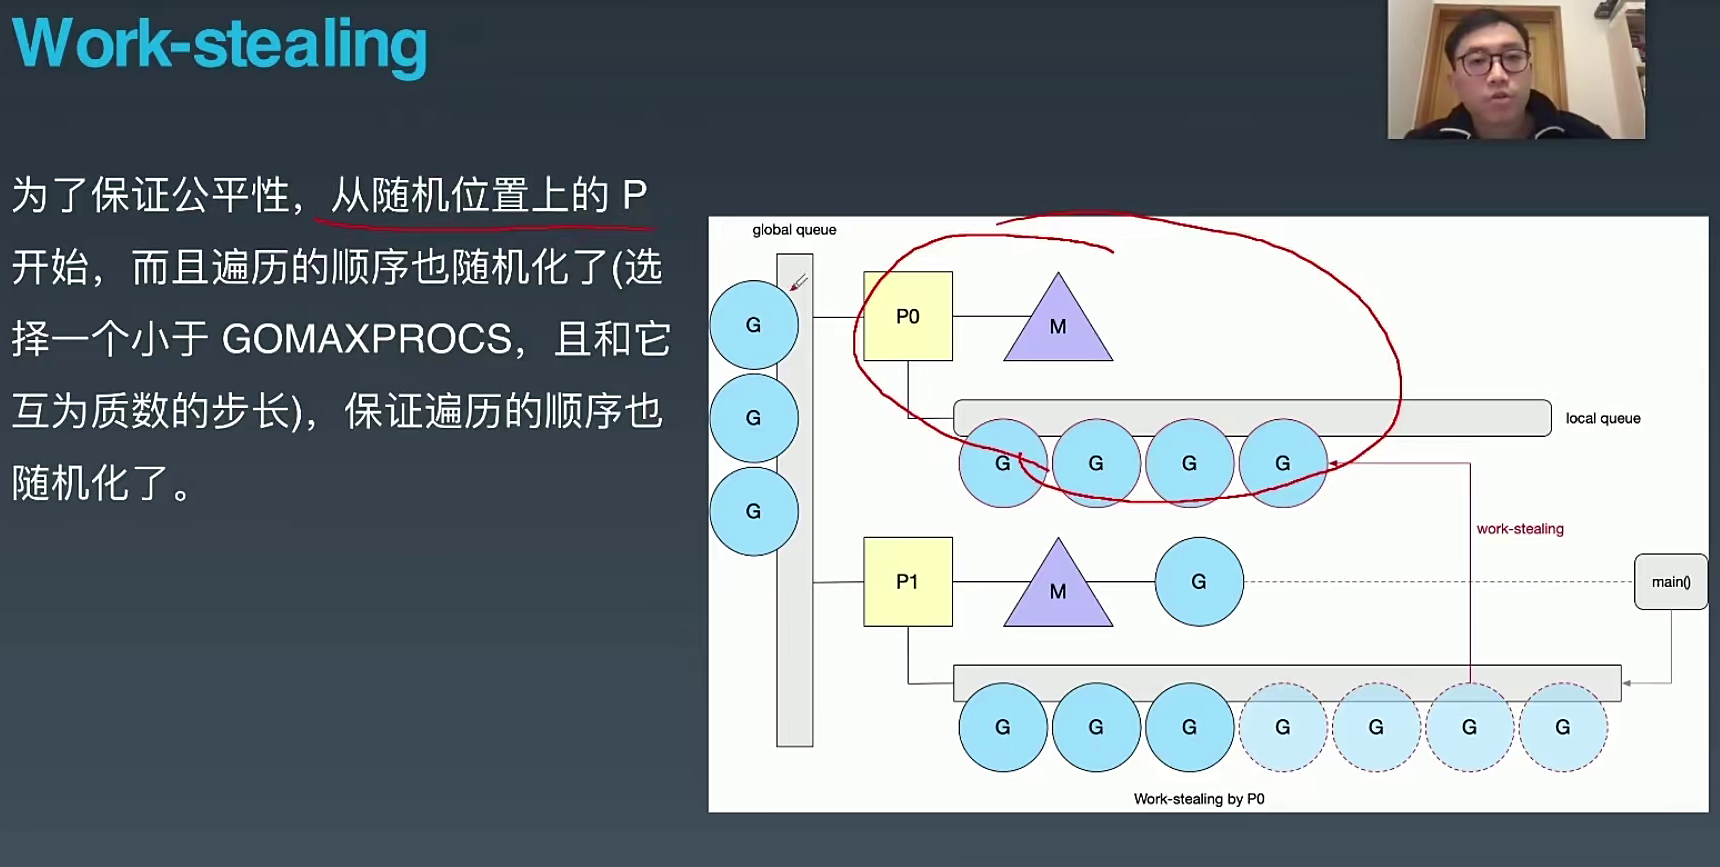 Work-stealing
为了保证公平性，从随机位置上的 P
开始，而且遍历的顺序也随机化了(选
择一个小于 GOMAXPROCS，且和它
互为质数的步长)，保证遍历的顺序也
随机化了。
global queue
G
G
G
P0
M
local queue
G
G
G
G
work-stealing
P1
M
G
main()
G
G
G
G
G
G
G
Work-stealing by P0